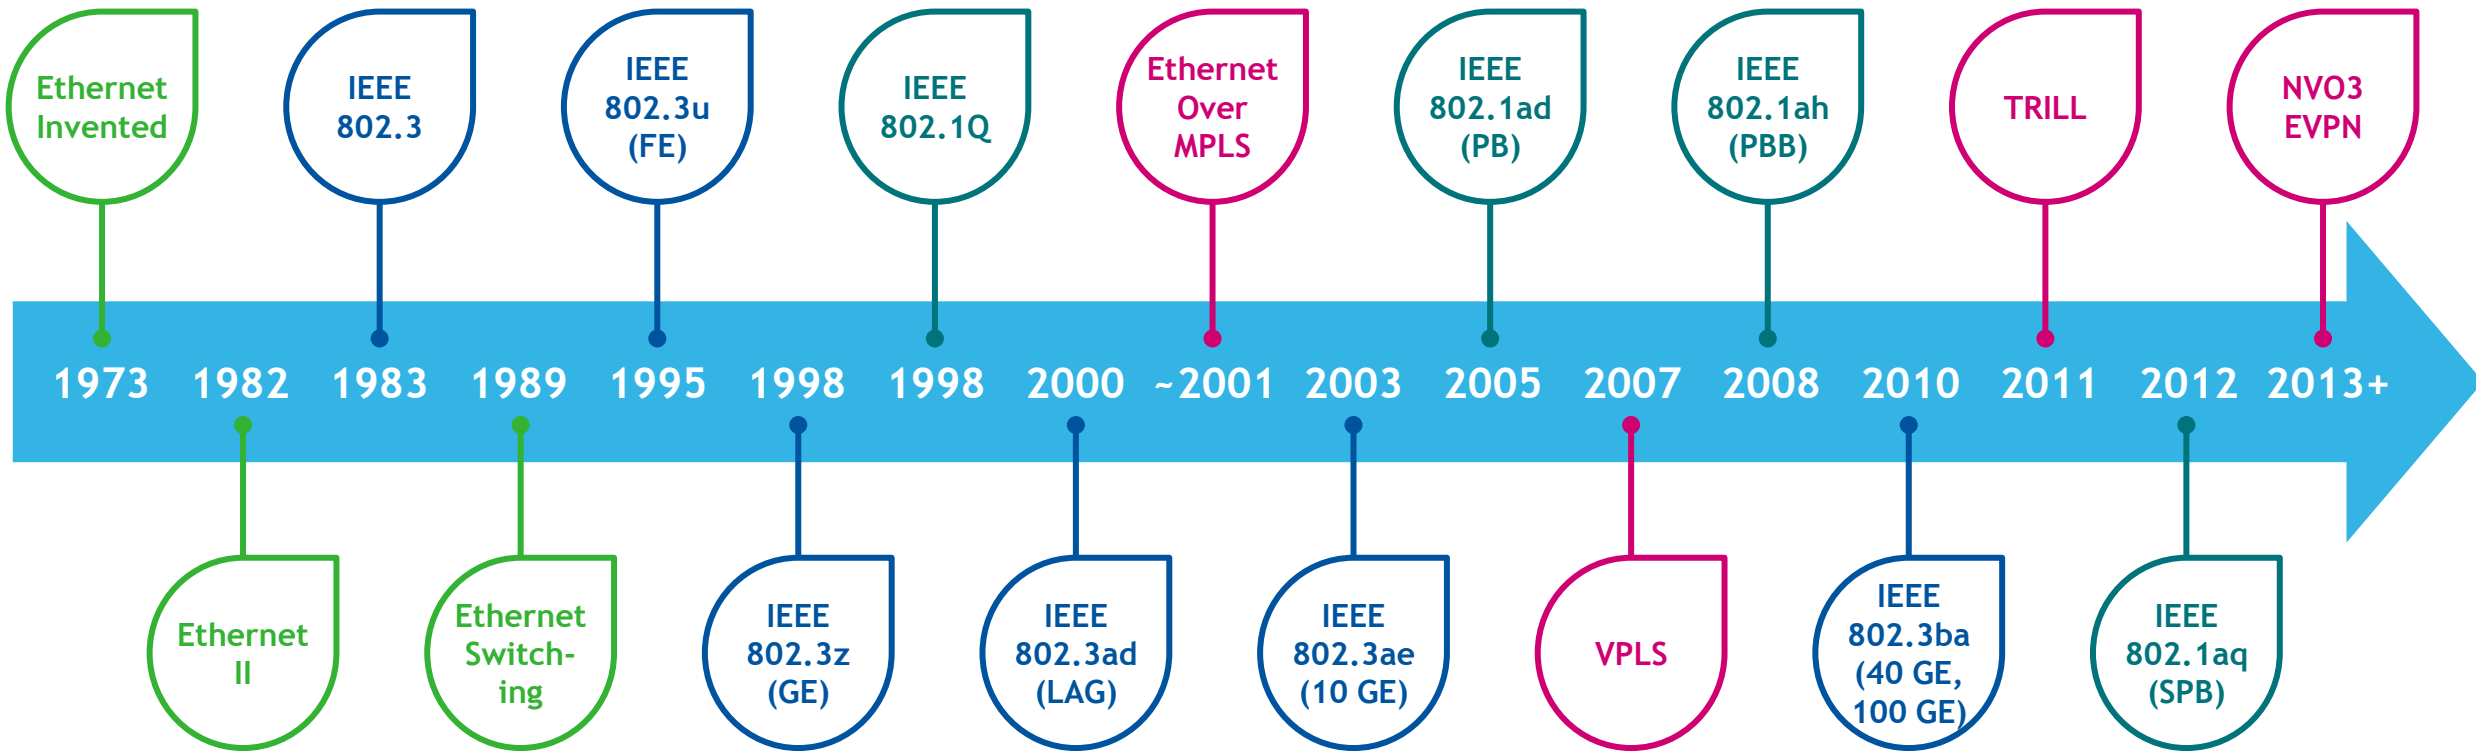 Ethernet
Invented
IEEE
802.3
IEEE
802.3u
(FE)
IEEE
802.1Q
Ethernet
Over
MPLS
IEEE
802.1ad
(PB)
IEEE
802.1ah
(PBB)
TRILL
NVO3
EVPN
1973 1982 1983 1989 1995 1998 1998 2000 ~2001 2003 2005 2007 2008 2010 2011 2012 2013+
Ethernet
II
Ethernet
Switch-
ing
IEEE
802.3z
(GE)
IEEE
802.3ad
(LAG)
IEEE
802.3ae
(10 GE)
VPLS
IEEE
802.3ba
(40 GE,
100 GE)
IEEE
802.1aq
(SPB)